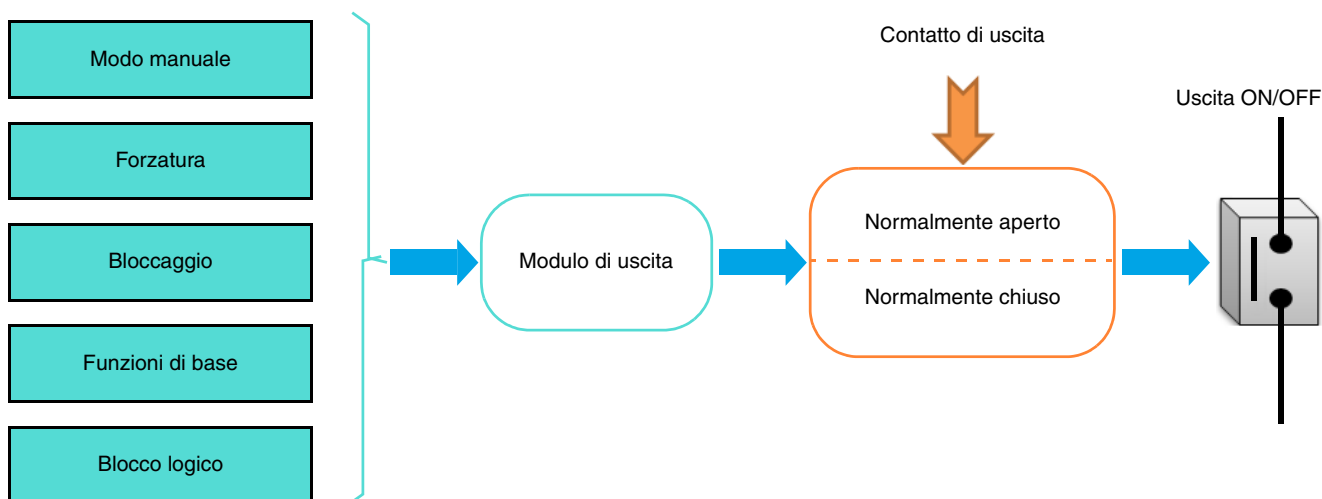 Modo manuale
Forzatura
Bloccaggio
Funzioni di base
Blocco logico
Modulo di uscita
Contatto di uscita
Normalmente aperto
Normalmente chiuso
Uscita ON/OFF